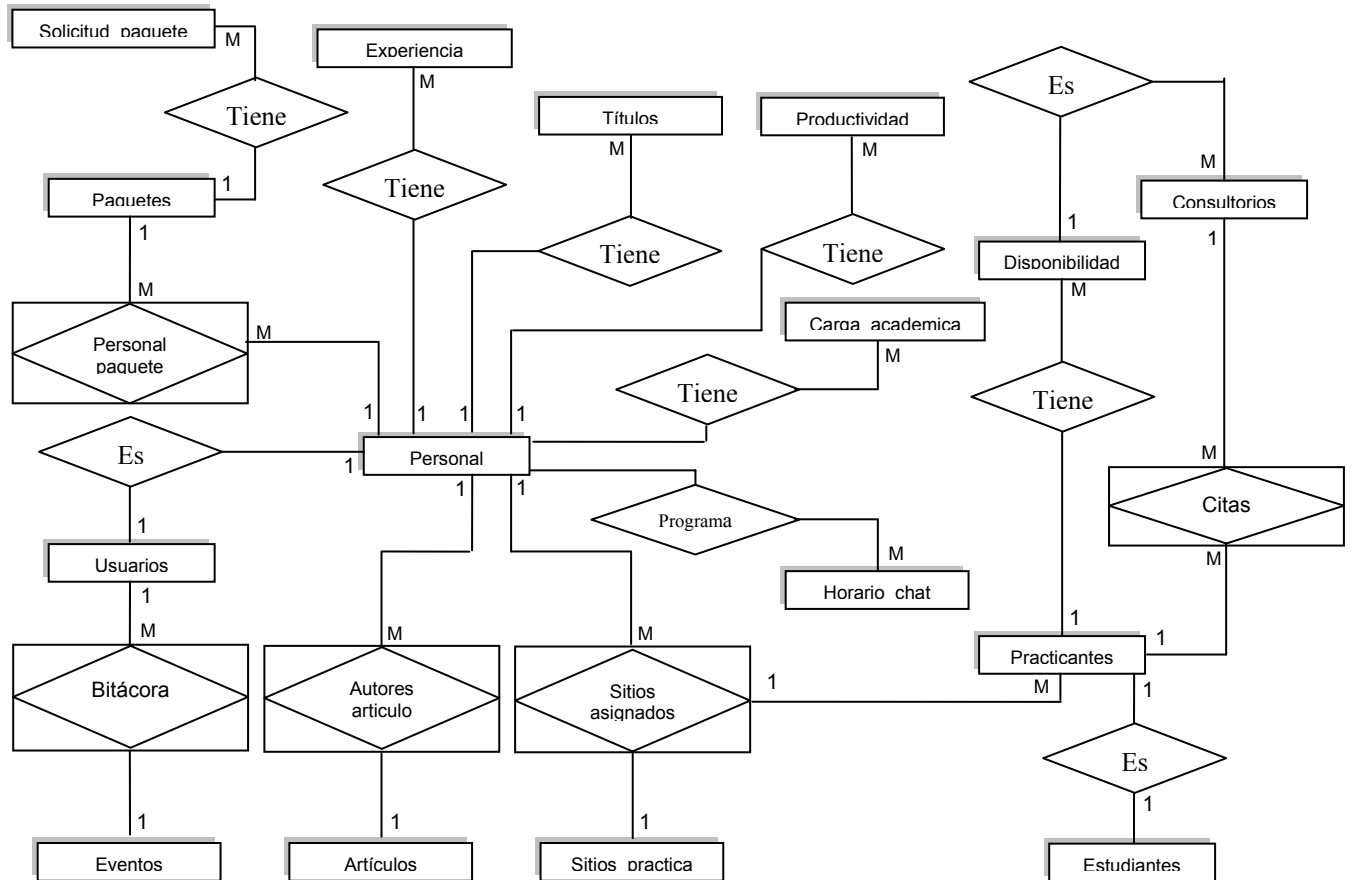 Solicitud paquete
M
Tiene
1
Paquetes
1
M
Personal
paquete
M
1
Experiencia
M
Tiene
1
Títulos
M
Tiene
1
Productividad
M
Tiene
1
Carga academica
M
Tiene
Personal
1
Es
1
Usuarios
1
M
Bitácora
1
Eventos
1
M
Autores
articulo
1
Artículos
1
M
Sitios
asignados
1
M
1
Sitios practica
Programa
M
Horario chat
Es
M
Consultorios
1
1
Disponibilidad
M
Tiene
1
M
Citas
M
1
Practicantes
1
Es
1
Estudiantes